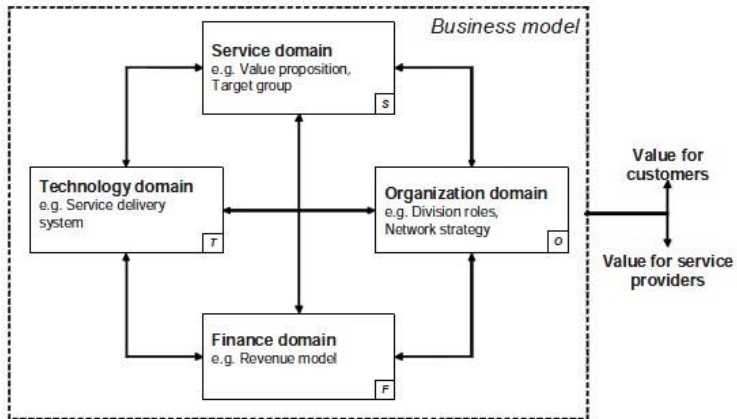 Business model
Service domain
e.g. Value proposition,
Target group
S
Technology domain
e.g. Service delivery
system
T
Organization domain
e.g. Division roles,
Network strategy
O
Value for
customers
Value for service
providers
Finance domain
e.g. Revenue model
F